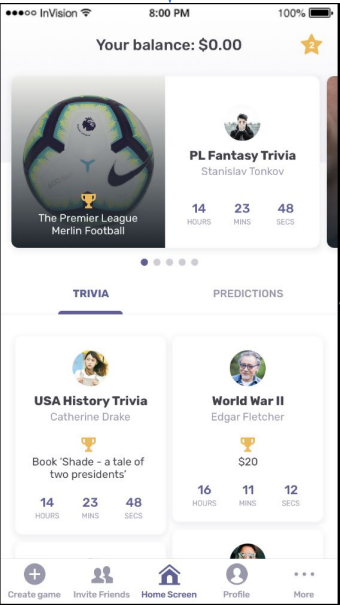 InVision 8:00 PM 100%
Your balance: $0.00
2
The Premier League
Merlin Football
PL Fantasy Trivia
Stanislav Tonkov
14 23 48
HOURS MINS SECS
TRIVIA PREDICTIONS
USA History Trivia
Catherine Drake
Book ‘Shade - a tale of
two presidents’
14 23 48
HOURS MINS SECS
World War II
Edgar Fletcher
$20
16 11 12
HOURS MINS SECS
Create game Invite Friends Home Screen Profile More